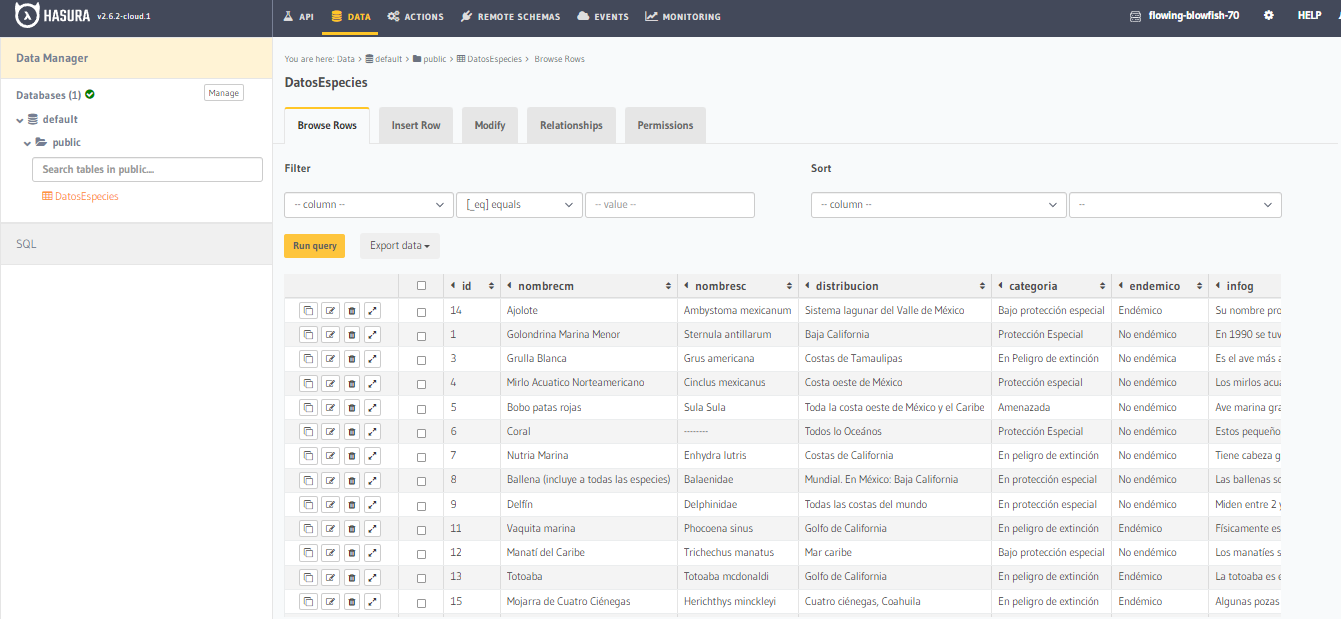 HASURA v2.6.2-cloud.1 API DATA ACTIONS REMOTE SCHEMAS EVENTS MONITORING flowing-blowfish-70 HELP
Data Manager
Databases (1) Manage
default
public
Search tables in public....
DatosEspecies
SQL
You are here: Data > default > public > DatosEspecies > Browse Rows
DatosEspecies
Browse Rows Insert Row Modify Relationships Permissions
Filter Sort
-- column -- [_eq] equals -- value -- -- column -- --
Run query Export data
id nombrecm nombresc distribucion categoria endemico infog
14 Ajolote Ambystoma mexicanum Sistema lagunar del Valle de México Bajo protección especial Endémico Su nombre pro
1 Golondrina Marina Menor Sternula antillarum Baja California Protección Especial No endémico En 1990 se tuv
3 Grulla Blanca Grus americana Costas de Tamaulipas En Peligro de extinción No endémica Es el ave más a
4 Mirlo Acuatico Norteamericano Cinclus mexicanus Costa oeste de México Protección especial No endémico Los mirlos acua
5 Bobo patas rojas Sula Sula Toda la costa oeste de México y el Caribe Amenazada No endémico Ave marina gra
6 Coral -------- Todos lo Oceános Protección Especial No endémico Estos pequeño
7 Nutria Marina Enhydra lutris Costas de California En peligro de extinción No endémico Tiene cabeza g
8 Ballena (incluye a todas las especies) Balaenidae Mundial. En México: Baja California En protección especial No endémico Las ballenas so
9 Delfín Delphinidae Todas las costas del mundo En protección especial No endémico Miden entre 2 y
11 Vaquita marina Phocoena sinus Golfo de California En peligro de extinción Endémico Físicamente es
12 Manatí del Caribe Trichechus manatus Mar caribe Bajo protección especial No endémico Los manatíes s
13 Totoaba Totoaba mcdonaldi Golfo de California En peligro de extinción Endémico La totoaba es e
15 Mojarra de Cuatro Ciénegas Herichthys minckleyi Cuatro ciénegas, Coahuila En peligro de extinción Endémico Algunas pozas